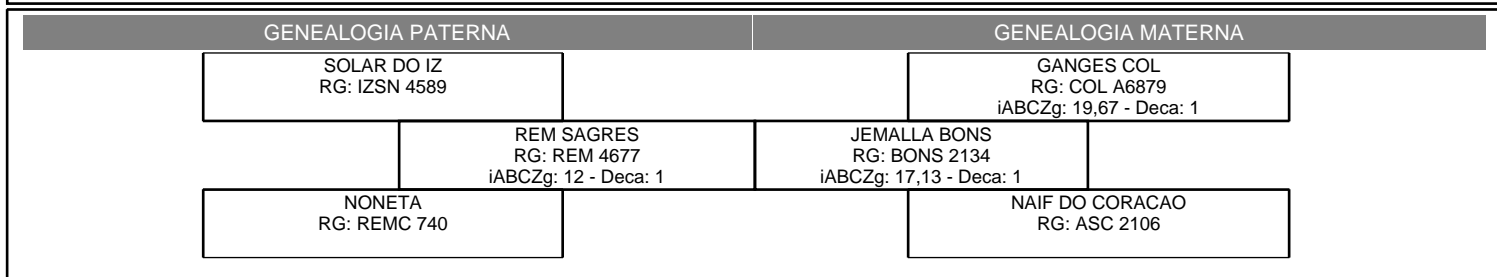 GENEALOGIA PATERNA
GENEALOGIA MATERNA
SOLAR DO IZ
RG: IZSN 4589
GANGES COL
RG: COL A6879
iABCZg: 19,67 - Deca: 1
REM SAGRES
RG: REM 4677
iABCZg: 12 - Deca: 1
JEMALLA BONS
RG: BONS 2134
iABCZg: 17,13 - Deca: 1
NONETA
RG: REMC 740
NAIF DO CORACAO
RG: ASC 2106